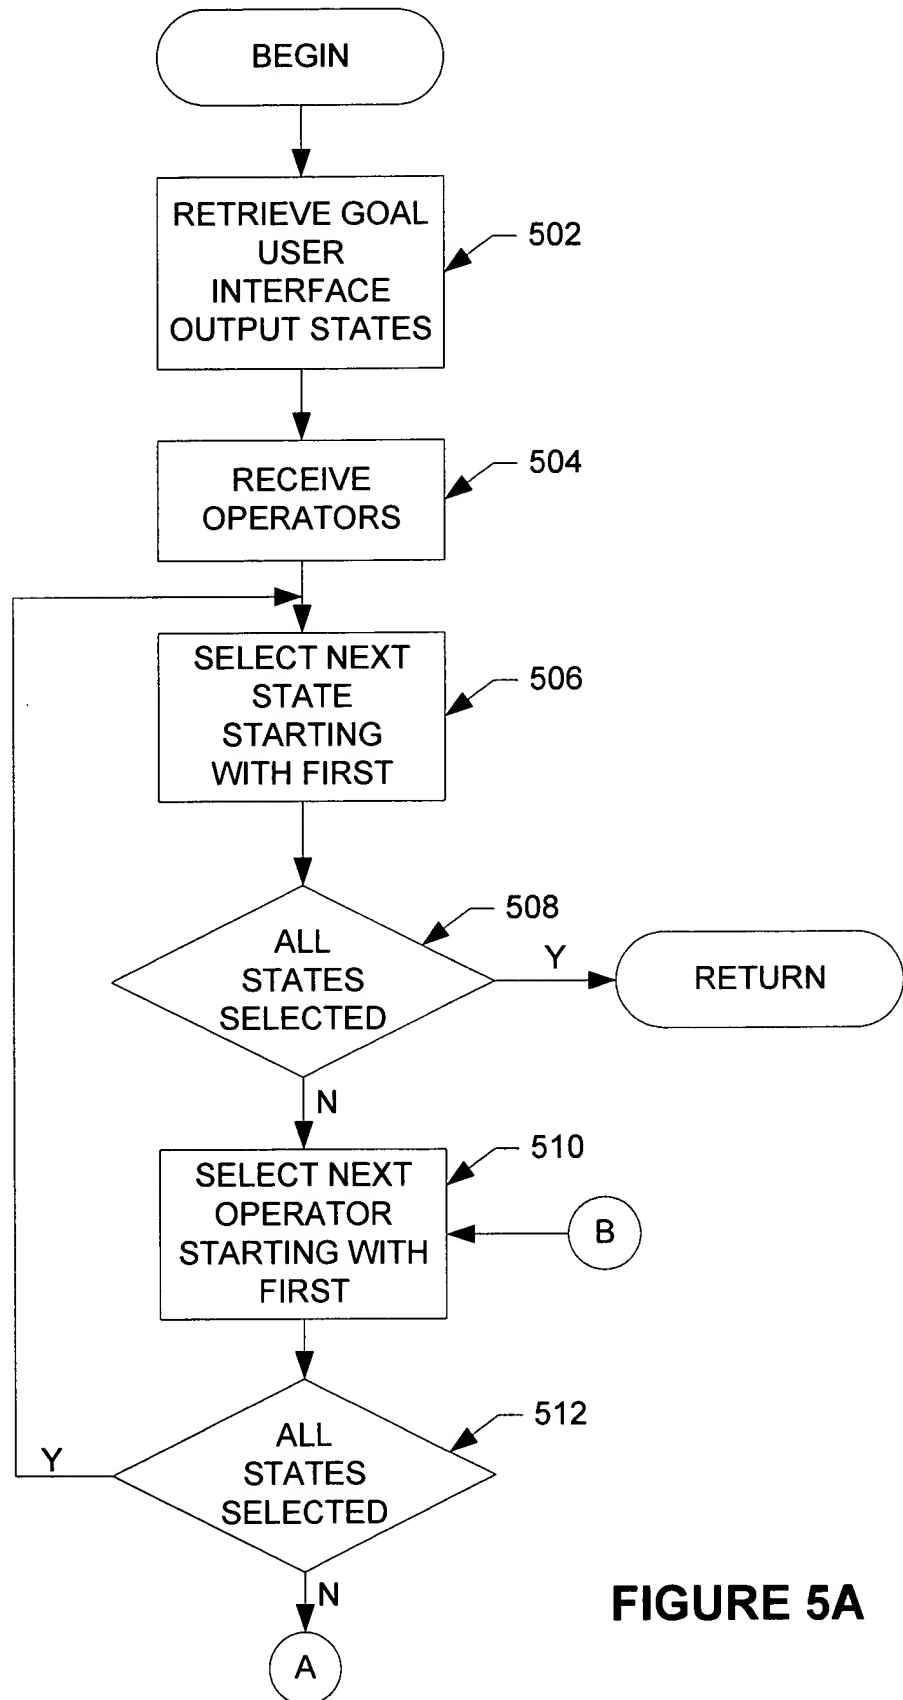 BEGIN
RETRIEVE GOAL
USER
INTERFACE
OUTPUT STATES
502
RECEIVE
OPERATORS
504
SELECT NEXT
STATE
STARTING
WITH FIRST
506
ALL
STATES
SELECTED
508
Y
RETURN
N
SELECT NEXT
OPERATOR
STARTING WITH
FIRST
510
B
ALL
STATES
SELECTED
512
Y
N
A
FIGURE 5A